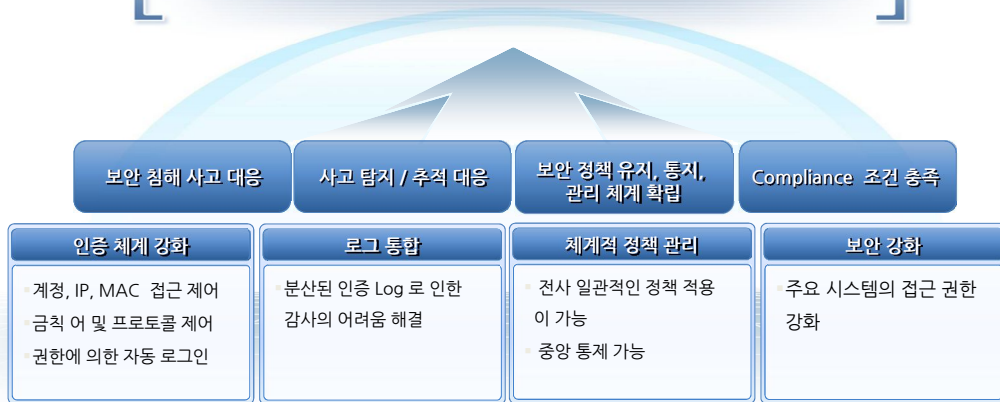 보안 침해 사고 대응
사고 탐지 / 추적 대응
보안 정책 유지, 통지,
관리 체계 확립
Compliance 조건 충족
인증 체계 강화
계정, IP, MAC 접근 제어
금칙 어 및 프로토콜 제어
권한에 의한 자동 로그인
로그 통합
분산된 인증 Log 로 인한
감사의 어려움 해결
체계적 정책 관리
전사 일관적인 정책 적용
이 가능
중앙 통제 가능
보안 강화
주요 시스템의 접근 권한
강화